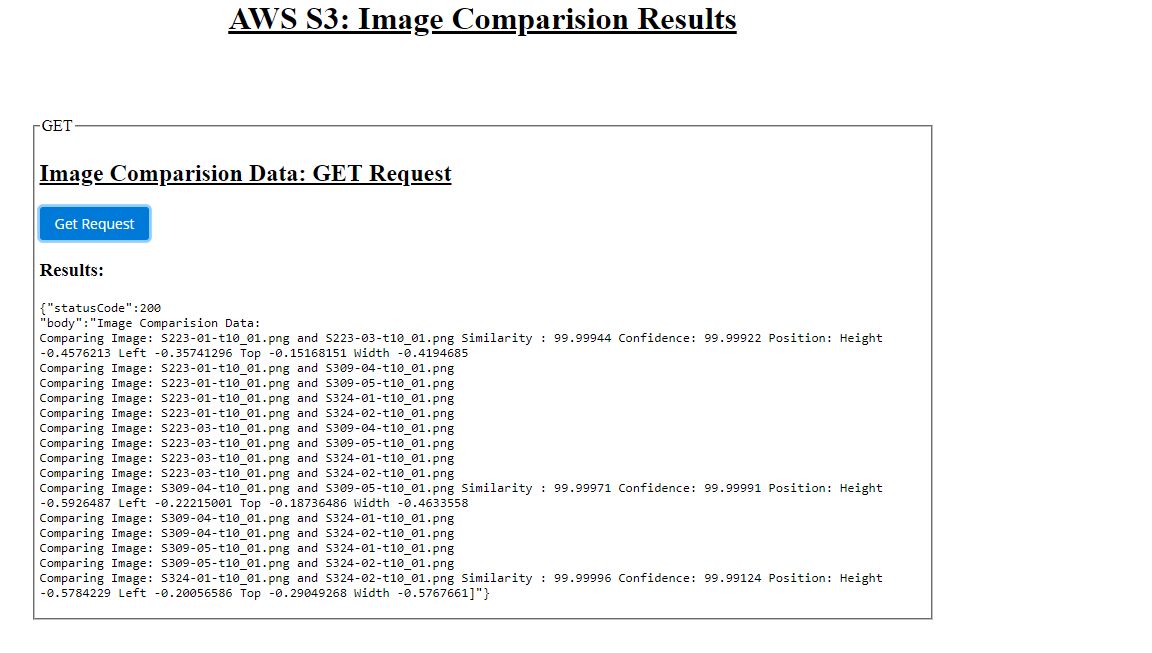 AWS S3: Image Comparision Results
GET
Image Comparision Data: GET Request
Get Request
Results:
{"statusCode":200
"body":"Image Comparision Data:
Comparing Image: S223-01-t10_01.png and S223-03-t10_01.png Similarity : 99.99944 Confidence: 99.99922 Position: Height
-0.4576213 Left -0.35741296 Top -0.15168151 Width -0.4194685
Comparing Image: S223-01-t10_01.png and S309-04-t10_01.png
Comparing Image: S223-01-t10_01.png and S309-05-t10_01.png
Comparing Image: S223-01-t10_01.png and S324-01-t10_01.png
Comparing Image: S223-01-t10_01.png and S324-02-t10_01.png
Comparing Image: S223-03-t10_01.png and S309-04-t10_01.png
Comparing Image: S223-03-t10_01.png and S309-05-t10_01.png
Comparing Image: S223-03-t10_01.png and S324-01-t10_01.png
Comparing Image: S223-03-t10_01.png and S324-02-t10_01.png
Comparing Image: S309-04-t10_01.png and S309-05-t10_01.png Similarity : 99.99971 Confidence: 99.99991 Position: Height
-0.5926487 Left -0.22215001 Top -0.18736486 Width -0.4633558
Comparing Image: S309-04-t10_01.png and S324-01-t10_01.png
Comparing Image: S309-04-t10_01.png and S324-02-t10_01.png
Comparing Image: S309-05-t10_01.png and S324-01-t10_01.png
Comparing Image: S309-05-t10_01.png and S324-02-t10_01.png
Comparing Image: S324-01-t10_01.png and S324-02-t10_01.png Similarity : 99.99996 Confidence: 99.99124 Position: Height
-0.5784229 Left -0.20056586 Top -0.29049268 Width -0.5767661]"}